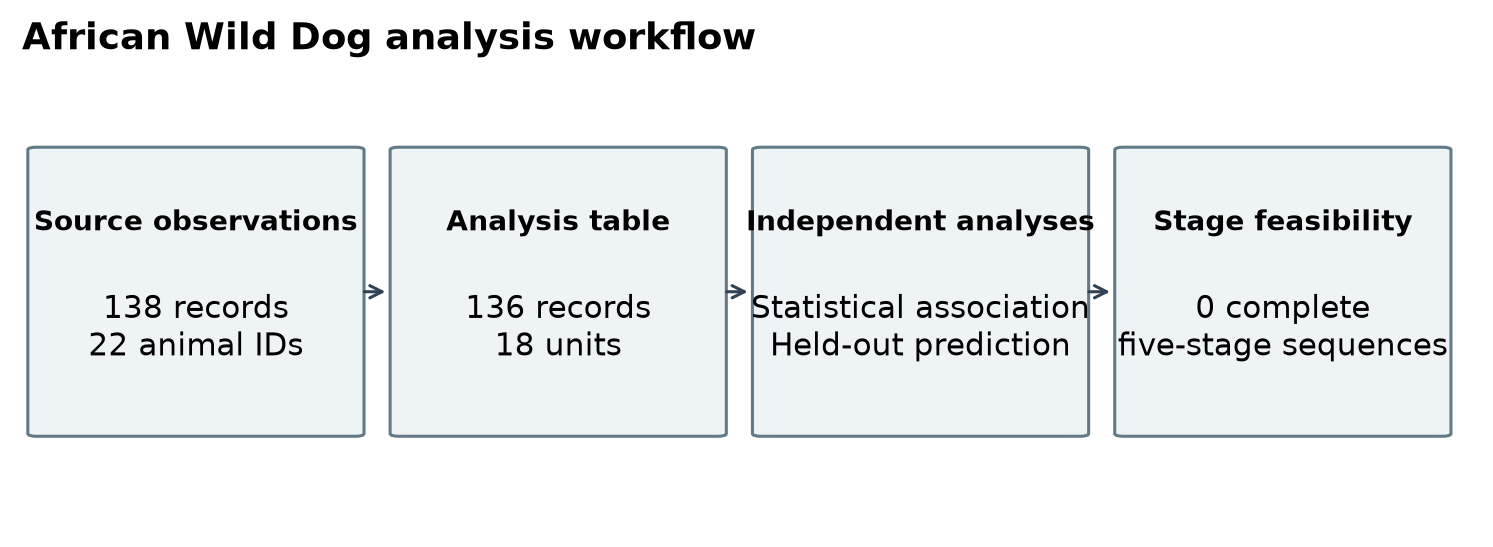 African Wild Dog analysis workflow
Source observations
138 records
22 animal IDs
Analysis table
136 records
18 units
Independent analyses
Statistical association
Held-out prediction
Stage feasibility
0 complete
five-stage sequences